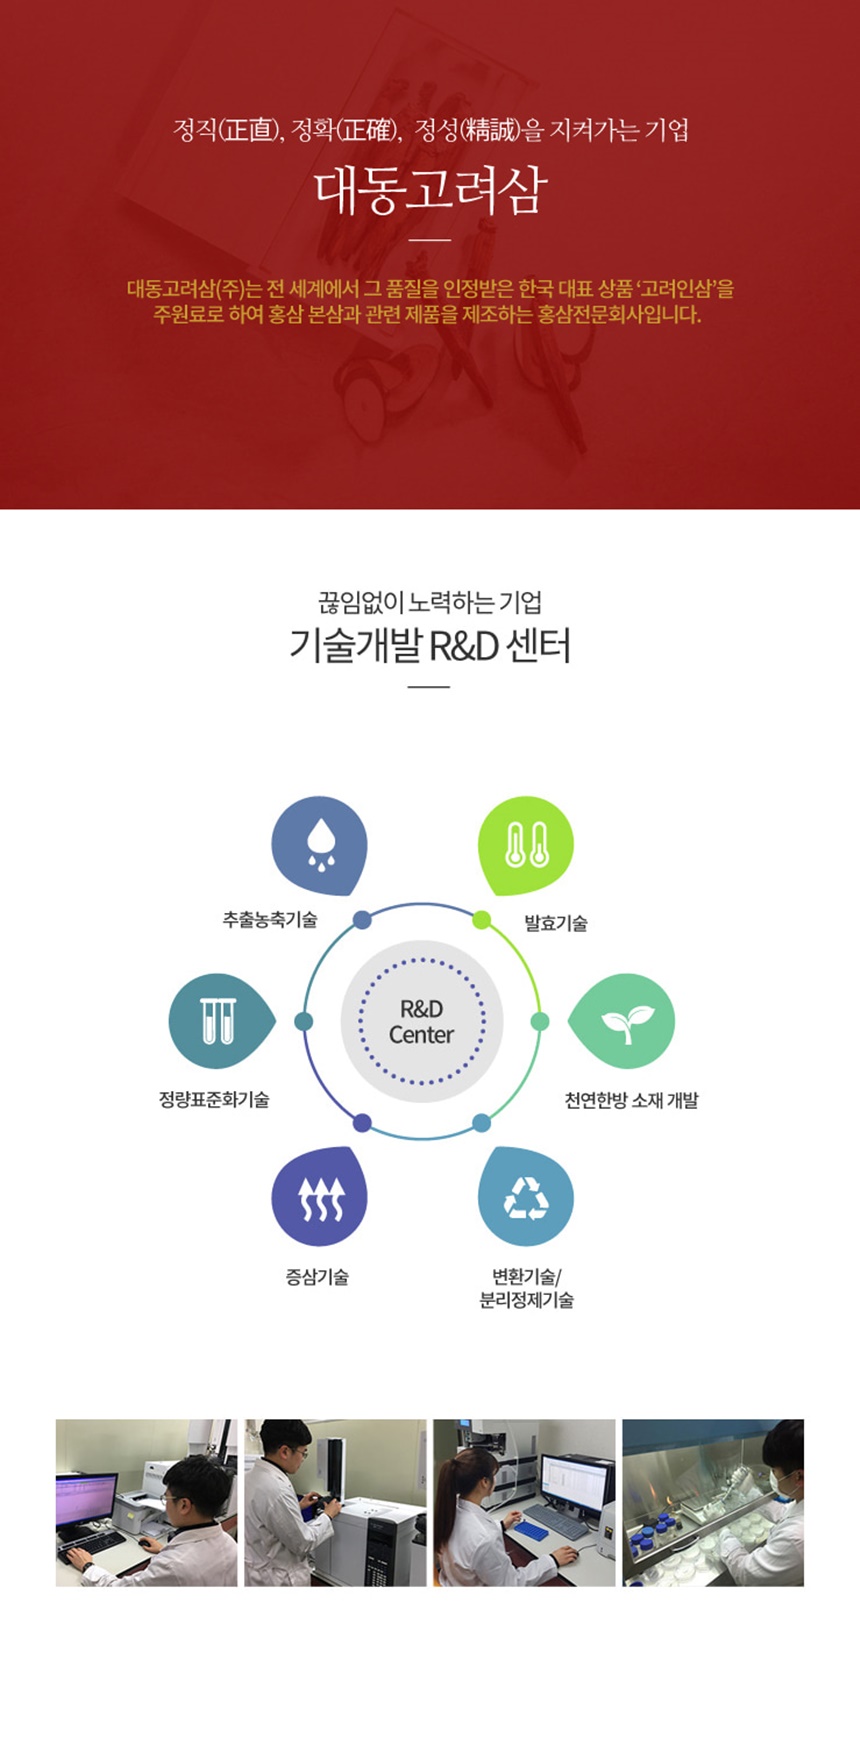 정직(正直), 정확(正確), 정성(精誠)을 지켜가는 기업
대동고려삼
대동고려삼(주)는 전 세계에서 그 품질을 인정받은 한국 대표 상품 ‘고려인삼’을
주원료로 하여 홍삼 본삼과 관련 제품을 제조하는 홍삼전문회사입니다.
끊임없이 노력하는 기업
기술개발 R&D 센터
추출농축기술
발효기술
R&D
Center
정량표준화기술
천연한방 소재 개발
증삼기술
변환기술/
분리정제기술